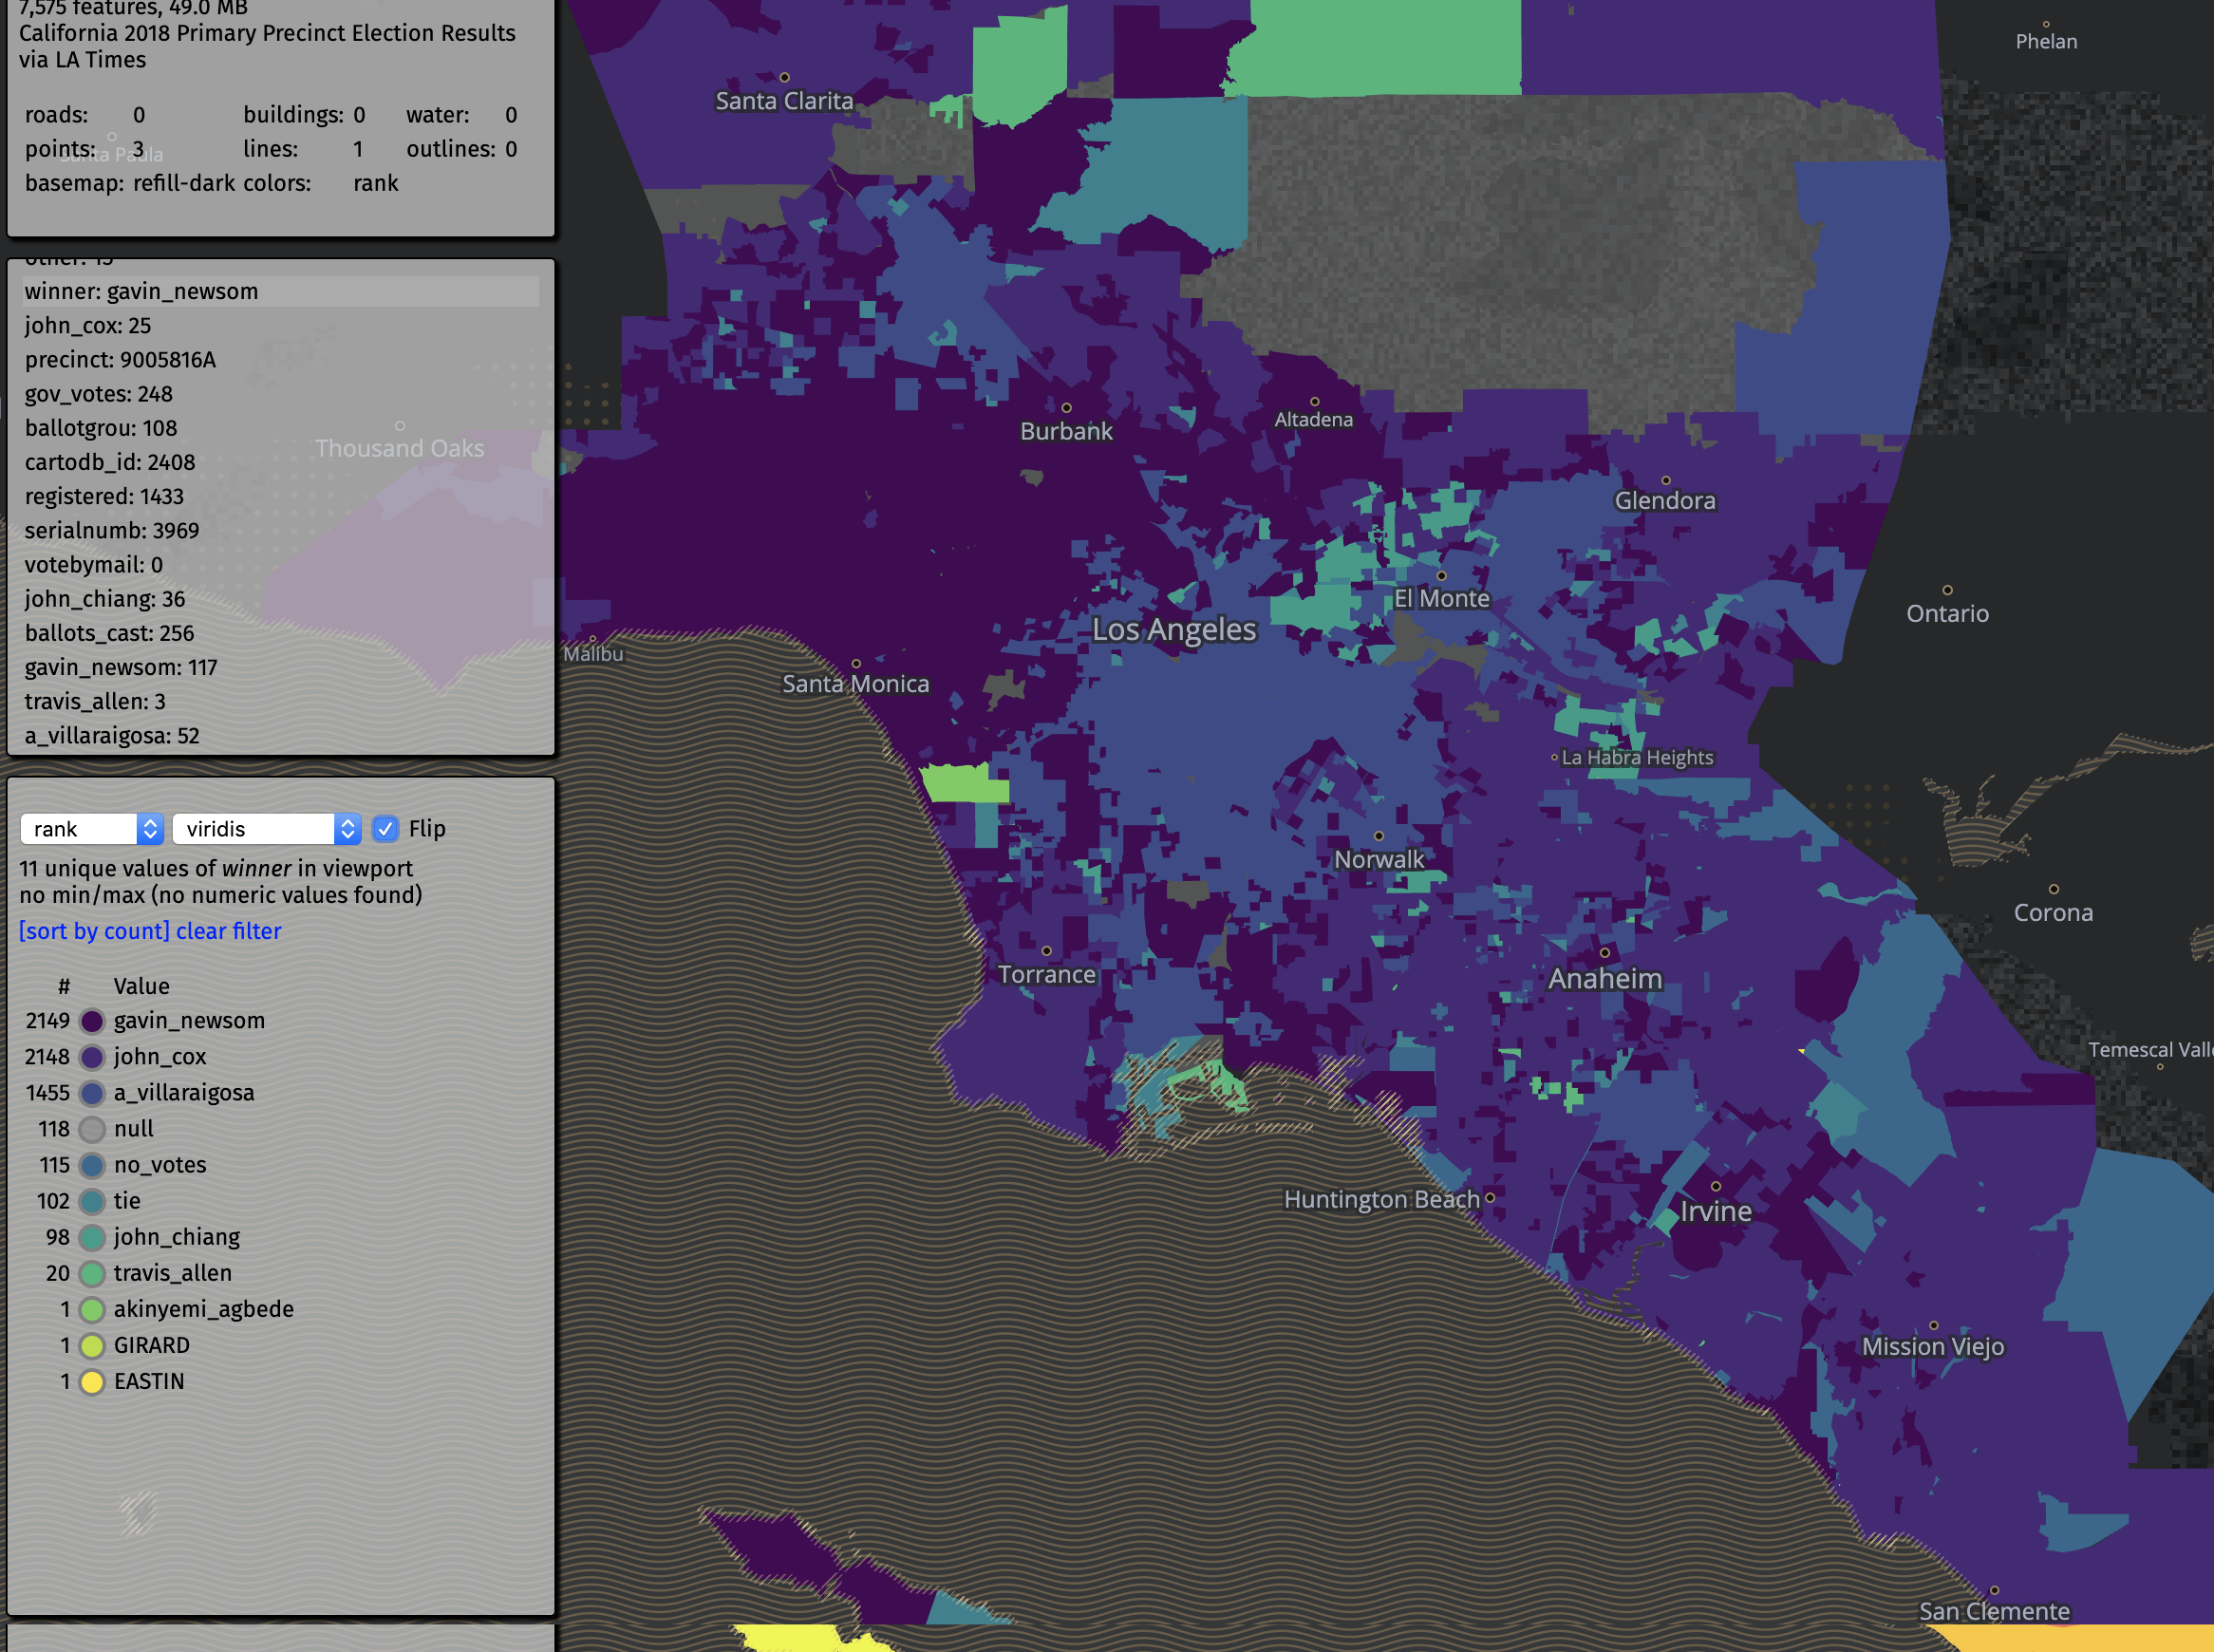 7,575 features, 49.0 MB
California 2018 Primary Precinct Election Results
via LA Times
roads: 0 buildings: 0 water: 0
points: 3 lines: 1 outlines: 0
basemap: refill-dark colors: rank
Santa Paula
other: 13
winner: gavin_newsom
john_cox: 25
precinct: 9005816A
gov_votes: 248
ballotgrou: 108
cartodb_id: 2408
registered: 1433
serialnumb: 3969
votebymail: 0
john_chiang: 36
ballots_cast: 256
gavin_newsom: 117
travis_allen: 3
a_villaraigosa: 52
Thousand Oaks
rank viridis Flip
11 unique values of winner in viewport
no min/max (no numeric values found)
[sort by count] clear filter
# Value
2149 gavin_newsom
2148 john_cox
1455 a_villaraigosa
118 null
115 no_votes
102 tie
98 john_chiang
20 travis_allen
1 akinyemi_agbede
1 GIRARD
1 EASTIN
Phelan
Santa Clarita
Burbank
Altadena
Glendora
El Monte
Ontario
Los Angeles
Malibu
Santa Monica
La Habra Heights
Norwalk
Corona
Torrance
Anaheim
Temescal Valle
Huntington Beach
Irvine
Mission Viejo
San Clemente